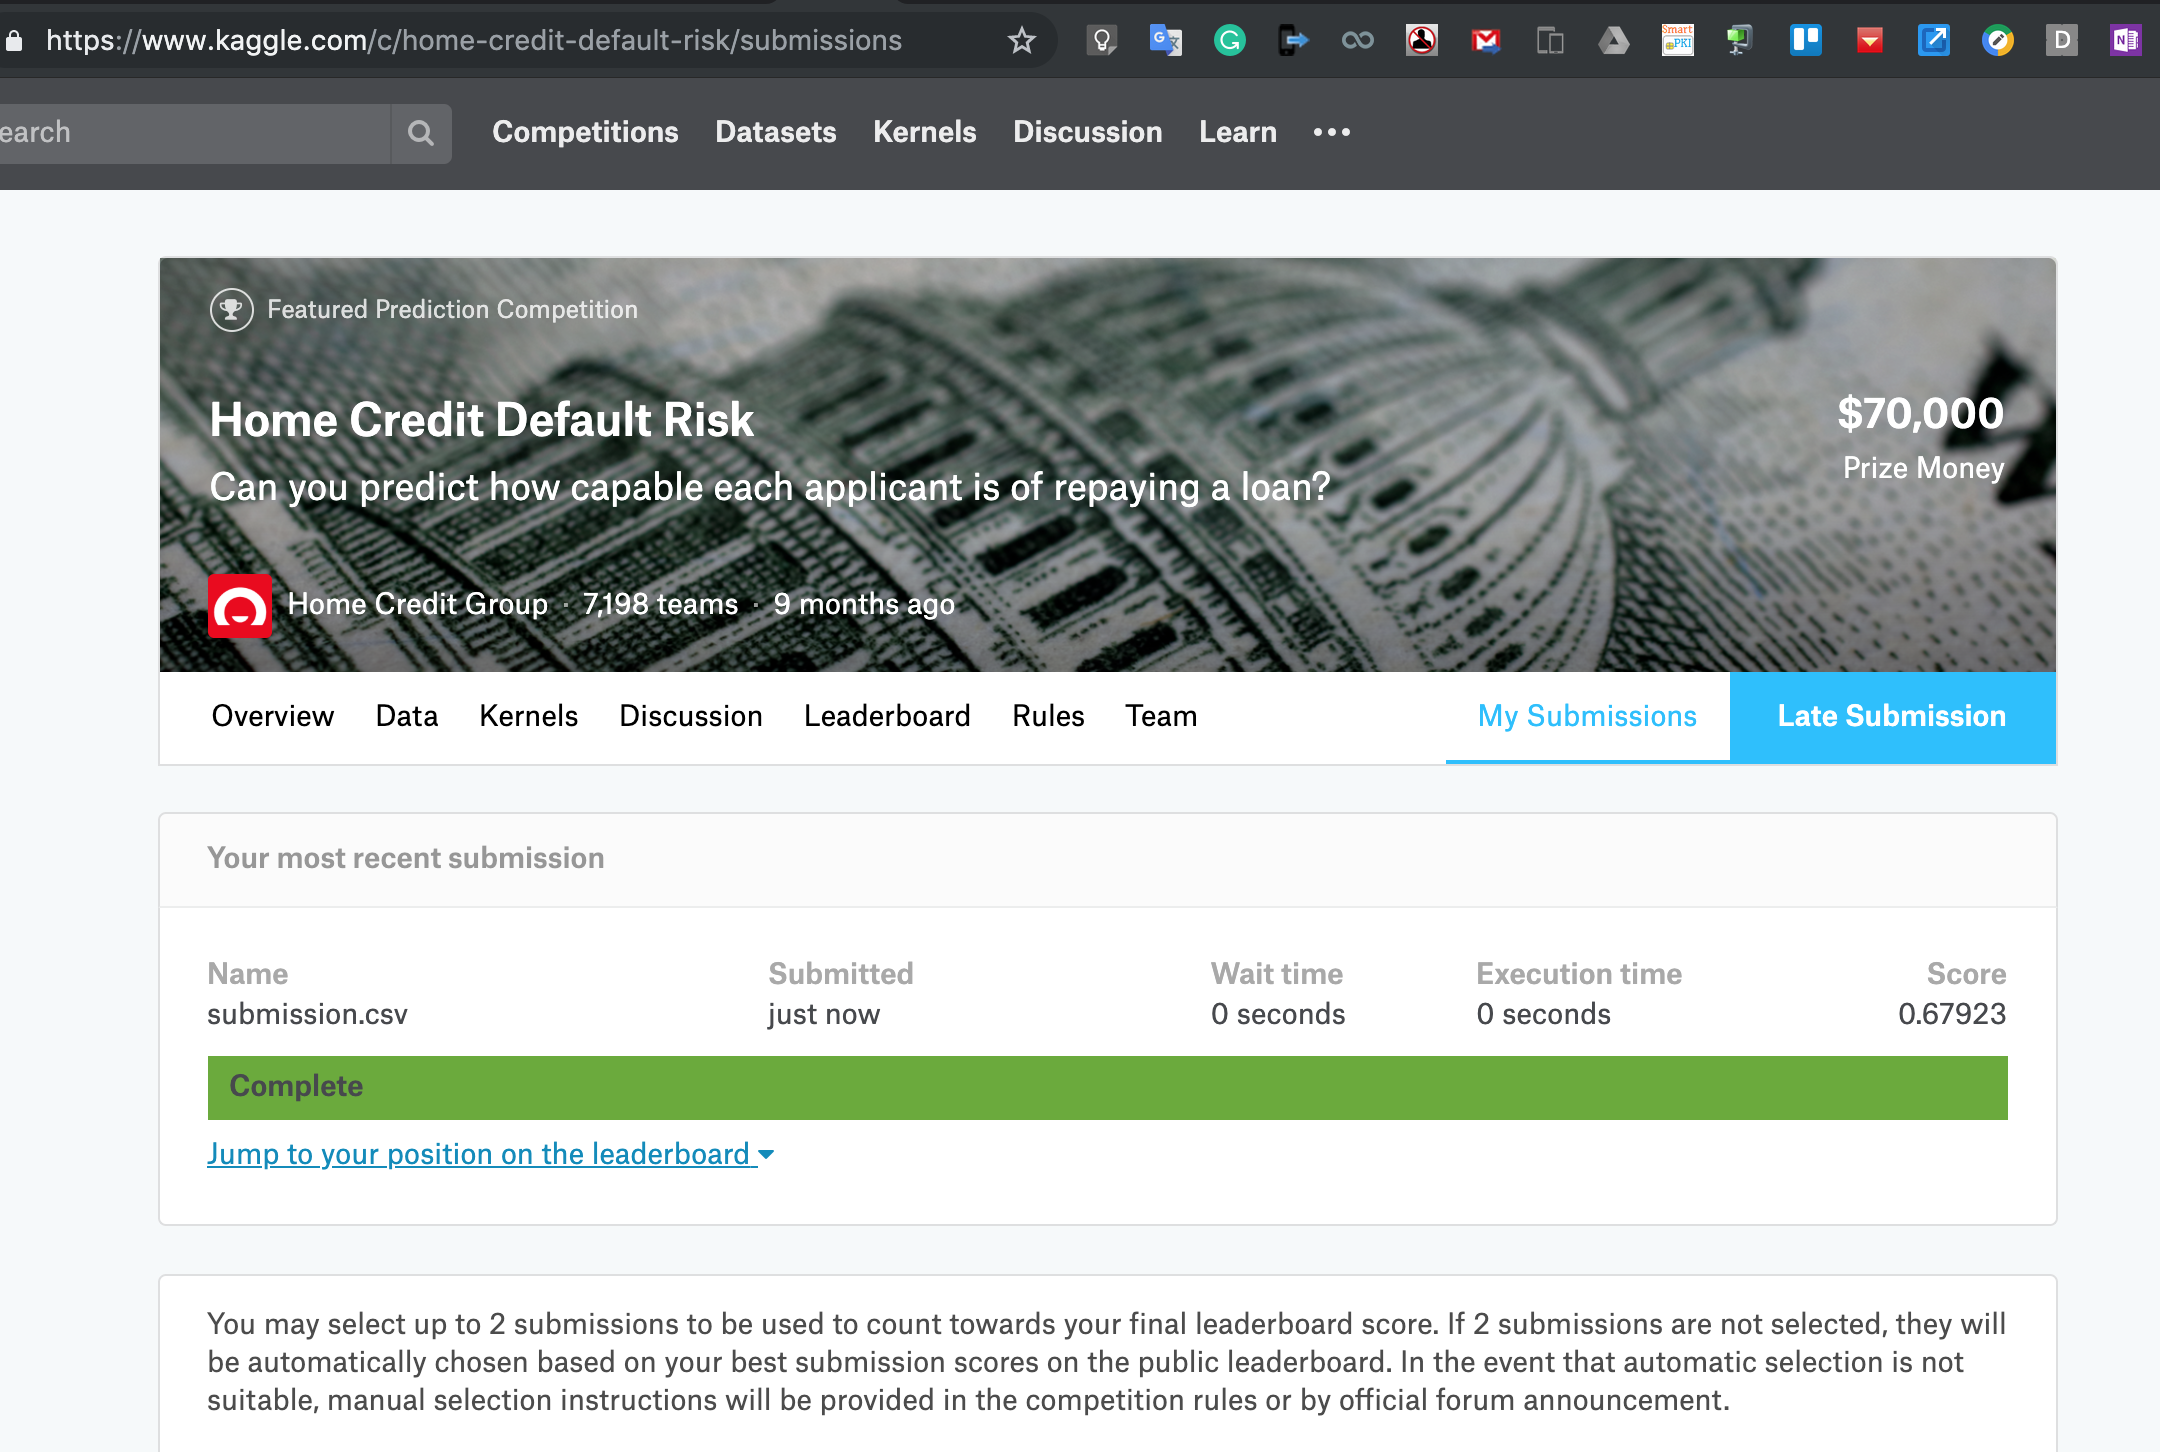 https://www.kaggle.com/c/home-credit-default-risk/submissions
Smart
PKI
D
N
earch
Competitions Datasets Kernels Discussion Learn •••
Featured Prediction Competition
Home Credit Default Risk
$70,000
Can you predict how capable each applicant is of repaying a loan?
Prize Money
Home Credit Group · 7,198 teams · 9 months ago
Overview Data Kernels Discussion Leaderboard Rules Team My Submissions Late Submission
Your most recent submission
Name Submitted Wait time Execution time Score
submission.csv just now 0 seconds 0 seconds 0.67923
Complete
Jump to your position on the leaderboard
You may select up to 2 submissions to be used to count towards your final leaderboard score. If 2 submissions are not selected, they will
be automatically chosen based on your best submission scores on the public leaderboard. In the event that automatic selection is not
suitable, manual selection instructions will be provided in the competition rules or by official forum announcement.